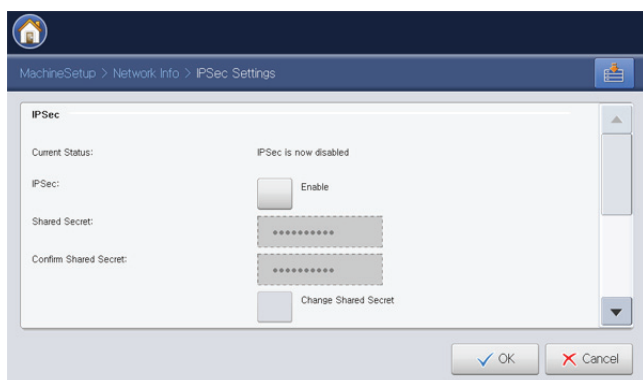 MachineSetup > Network Info > IPSec Settings
IPSec
Current Status: IPSec is now disabled
IPSec: Enable
Shared Secret: ••••••••••
Confirm Shared Secret: ••••••••••
Change Shared Secret
OK Cancel